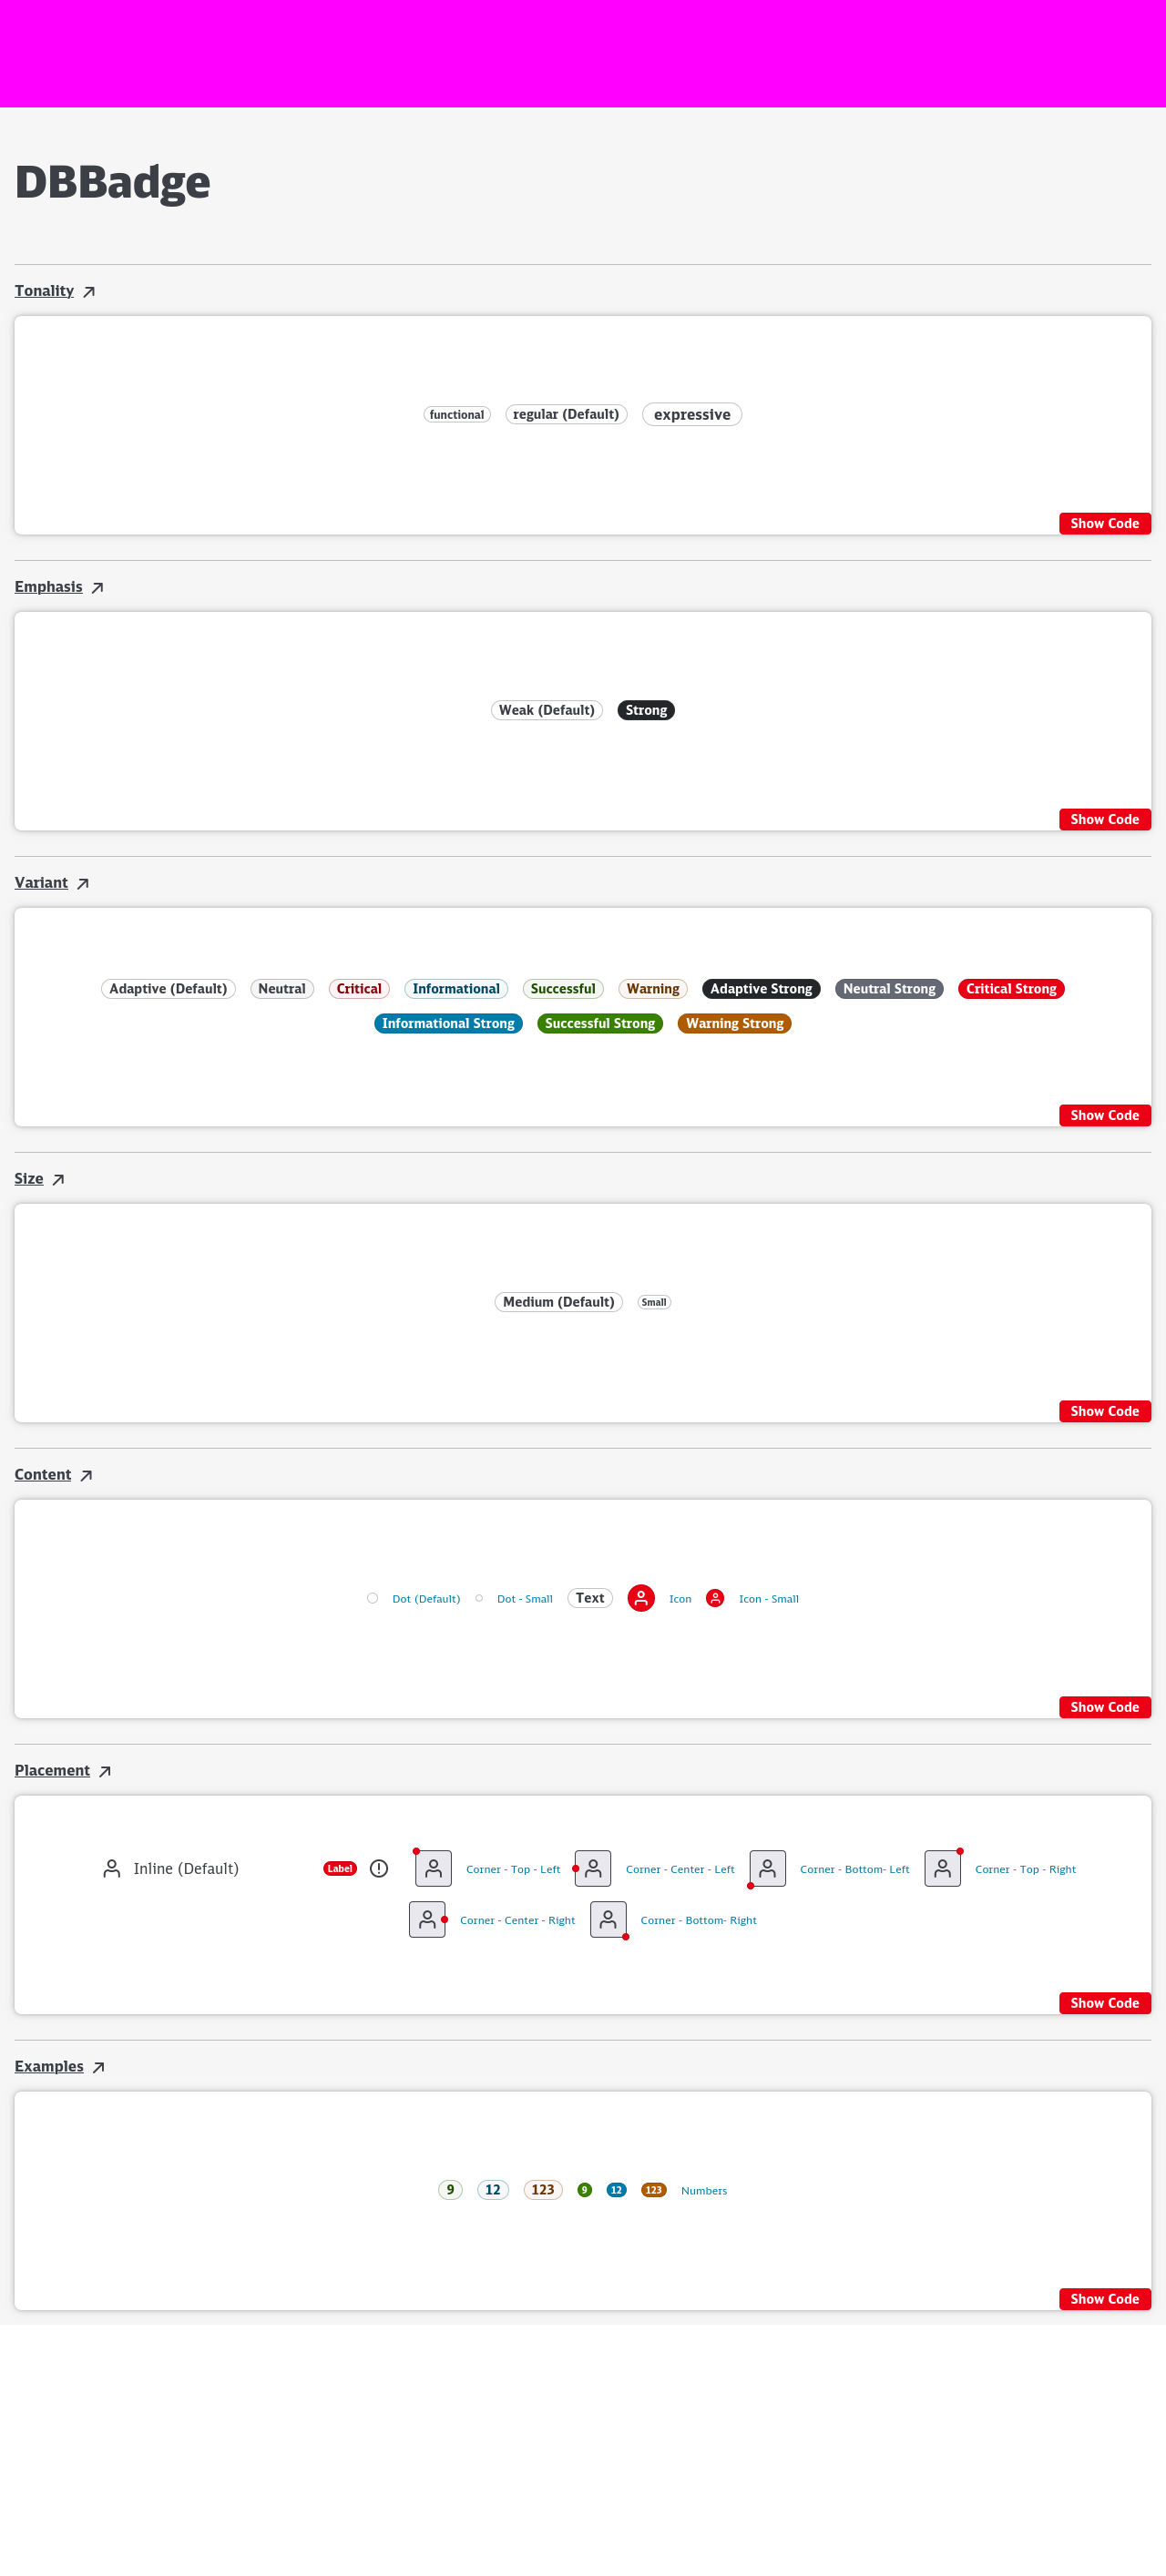 DBBadge
Tonality
functional regular (Default) expressive
Show Code
Emphasis
Weak (Default) Strong
Show Code
Variant
Adaptive (Default) Neutral Critical Informational Successful Warning Adaptive Strong Neutral Strong Critical Strong
Informational Strong Successful Strong Warning Strong
Show Code
Size
Medium (Default) Small
Show Code
Content
Dot (Default) Dot - Small Text Icon Icon - Small
Show Code
Placement
Inline (Default) Label Corner - Top - Left Corner - Center - Left Corner - Bottom- Left Corner - Top - Right
Corner - Center - Right Corner - Bottom- Right
Show Code
Examples
9 12 123 9 12 123 Numbers
Show Code